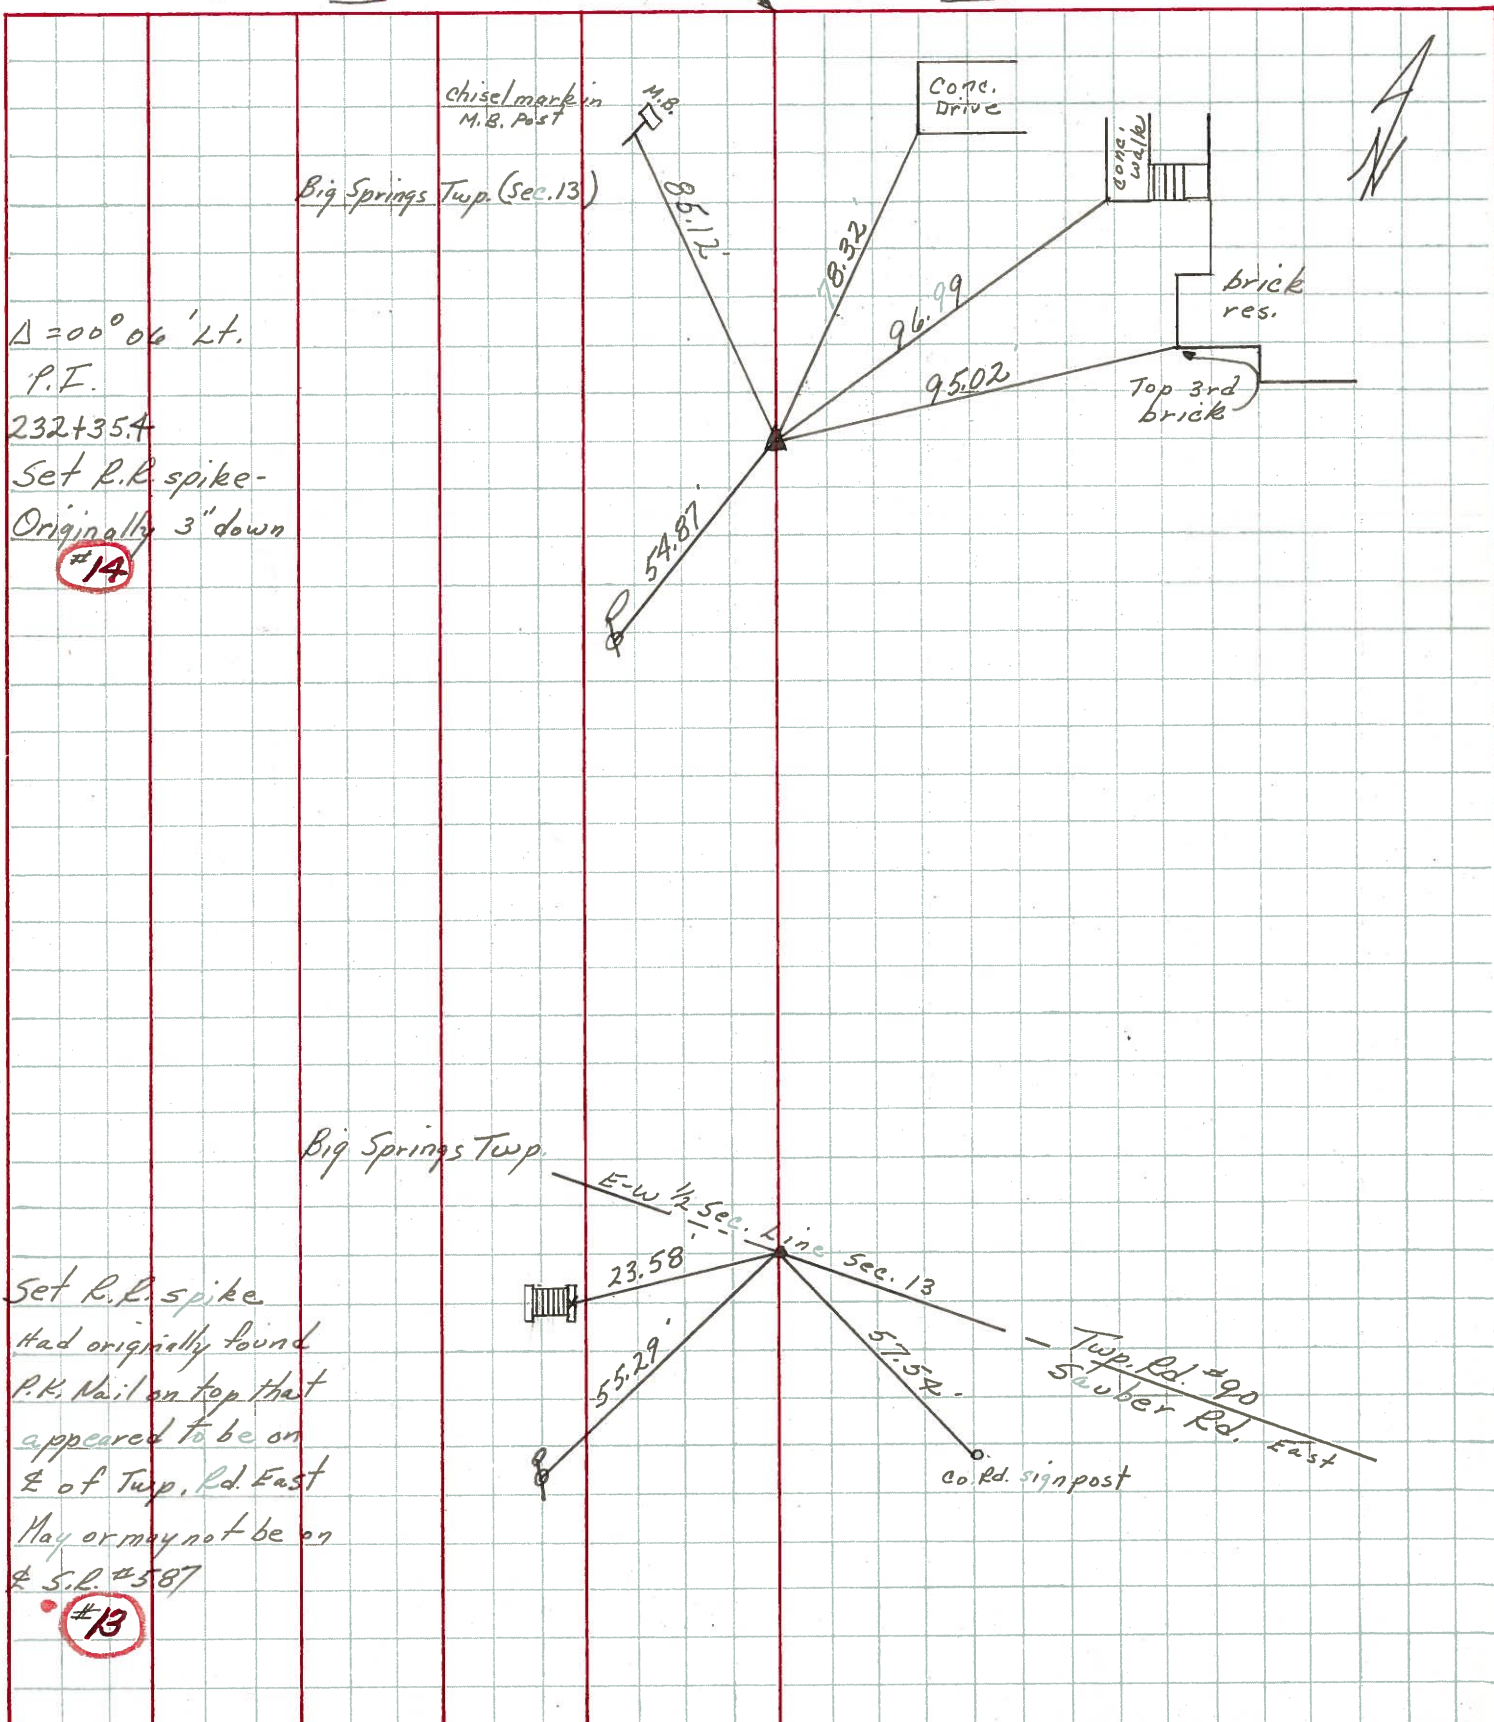 chisel mark in
M.B. Post
M.B.
Conc.
Drive
conc.
walk
Big Springs Twp. (Sec. 13)
85.12'
78.32'
96.99
95.02'
brick
res.
Top 3rd
brick
Δ = 00° 06' Lt.
P.I.
232+35.4
Set R.R. spike -
Originally 3" down
#14
54.87'
N
Big Springs Twp.
E-W 1/2 Sec. Line Sec. 13
23.58'
55.29'
57.54'
Twp. Rd. #90
Sauber Rd. East
Co. Rd. sign post
Set R.R. spike
Had originally found
P.K. Nail on top that
appeared to be on
℄ of Twp. Rd. East
May or may not be on
℄ S.R. #587
#13